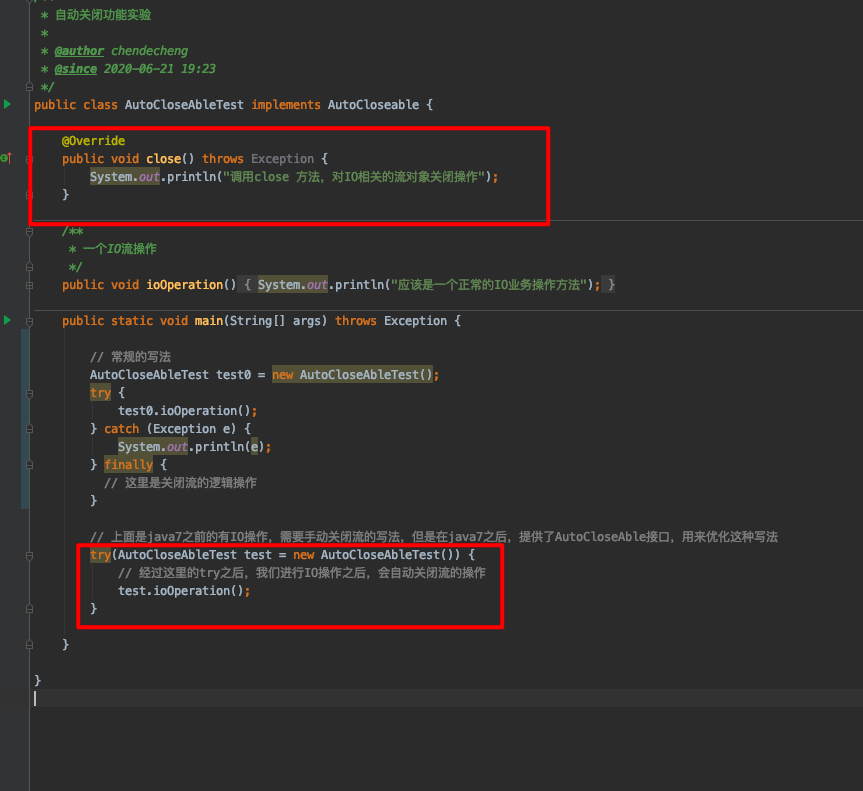 * 自动关闭功能实验
*
* @author chendecheng
* @since 2020-06-21 19:23
*/
public class AutoCloseAbleTest implements AutoCloseable {
@Override
public void close() throws Exception {
System.out.println("调用close 方法，对IO相关的流对象关闭操作");
}
/**
* 一个IO流操作
*/
public void ioOperation() { System.out.println("应该是一个正常的IO业务操作方法"); }
public static void main(String[] args) throws Exception {
// 常规的写法
AutoCloseAbleTest test0 = new AutoCloseAbleTest();
try {
test0.ioOperation();
} catch (Exception e) {
System.out.println(e);
} finally {
// 这里是关闭流的逻辑操作
}
// 上面是java7之前的有IO操作，需要手动关闭流的写法，但是在java7之后，提供了AutoCloseAble接口，用来优化这种写法
try(AutoCloseAbleTest test = new AutoCloseAbleTest()) {
// 经过这里的try之后，我们进行IO操作之后，会自动关闭流的操作
test.ioOperation();
}
}
}